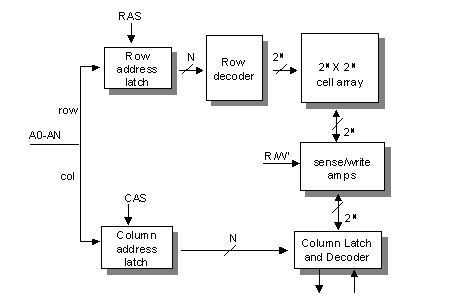 RAS
Row
address
latch
N
Row
decoder
2ᴺ
2ᴺ X 2ᴺ
cell array
row
A0-AN
col
2ᴺ
R/W'
sense/write
amps
CAS
2ᴺ
Column
address
latch
N
Column Latch
and Decoder